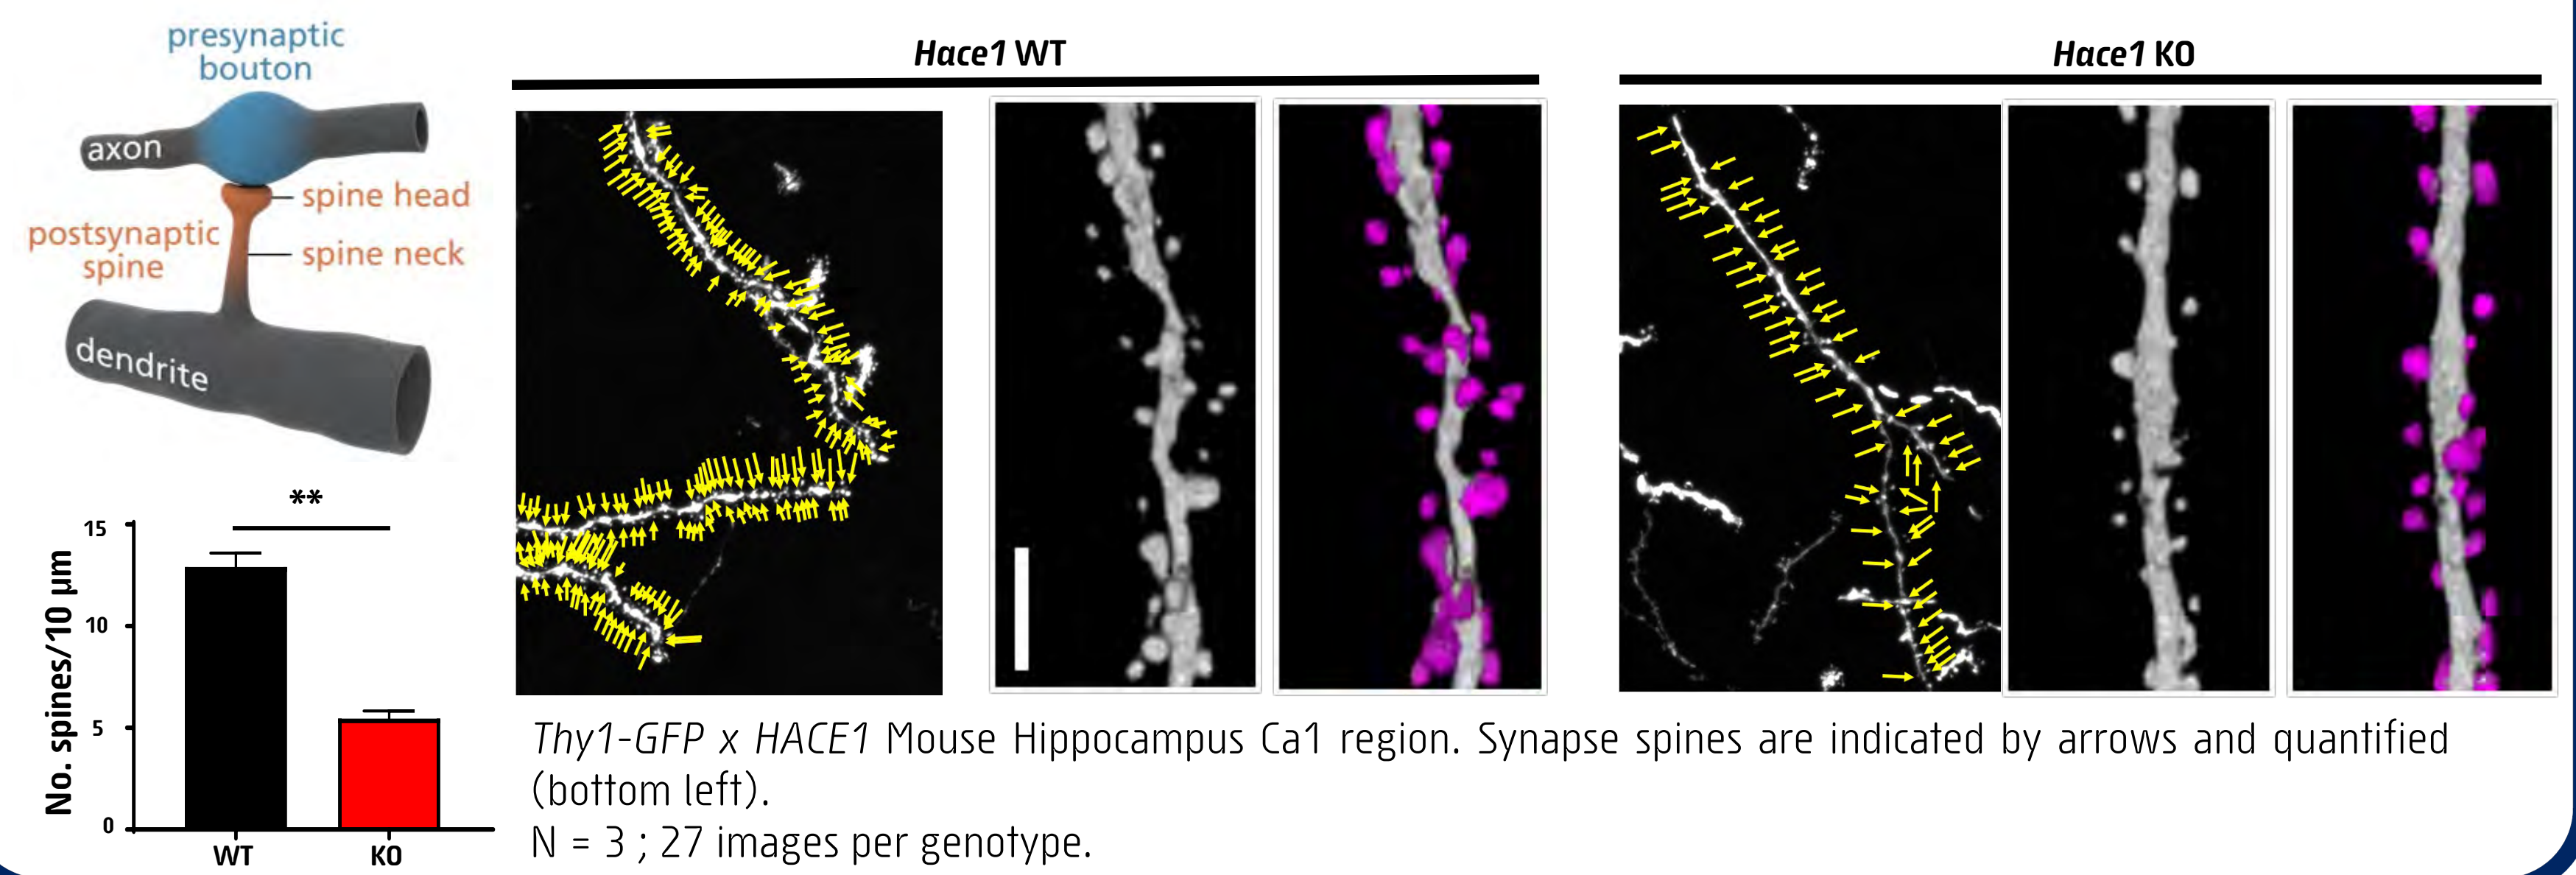 presynaptic
bouton
axon
spine head
postsynaptic
spine
spine neck
dendrite
Hace1 WT
Hace1 KO
**
No. spines/10 µm
15
10
5
0
WT
KO
Thy1-GFP x HACE1 Mouse Hippocampus Ca1 region. Synapse spines are indicated by arrows and quantified
(bottom left).
N = 3 ; 27 images per genotype.